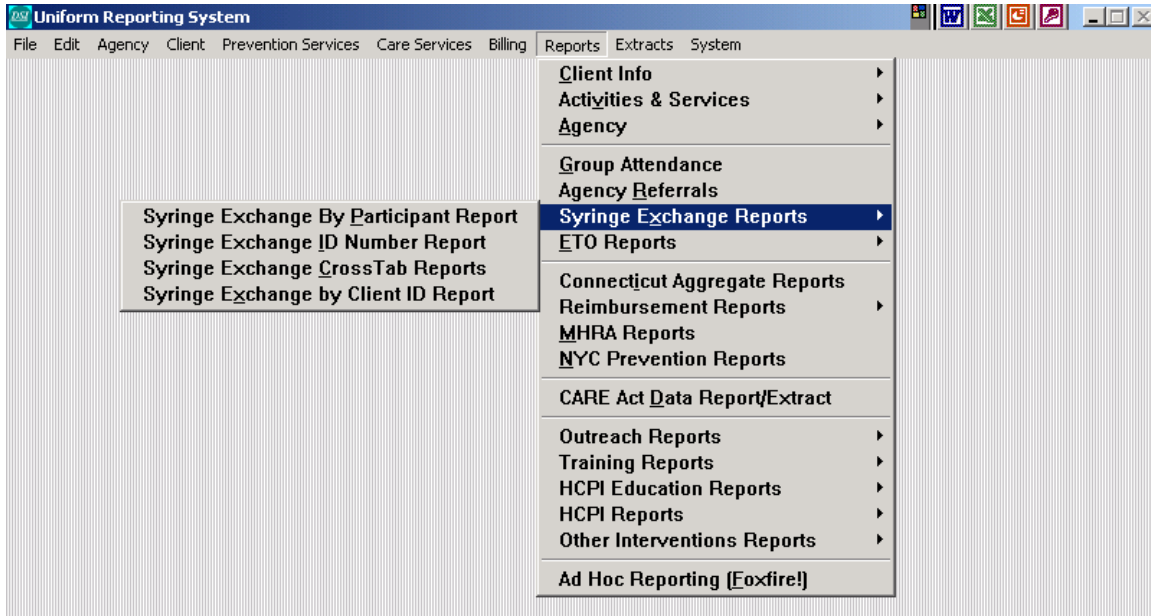 DSI Uniform Reporting System
File Edit Agency Client Prevention Services Care Services Billing Reports Extracts System
Client Info
Activities & Services
Agency
Group Attendance
Agency Referrals
Syringe Exchange Reports
ETO Reports
Connecticut Aggregate Reports
Reimbursement Reports
MHRA Reports
NYC Prevention Reports
CARE Act Data Report/Extract
Outreach Reports
Training Reports
HCPI Education Reports
HCPI Reports
Other Interventions Reports
Ad Hoc Reporting (Foxfire!)
Syringe Exchange By Participant Report
Syringe Exchange ID Number Report
Syringe Exchange CrossTab Reports
Syringe Exchange by Client ID Report